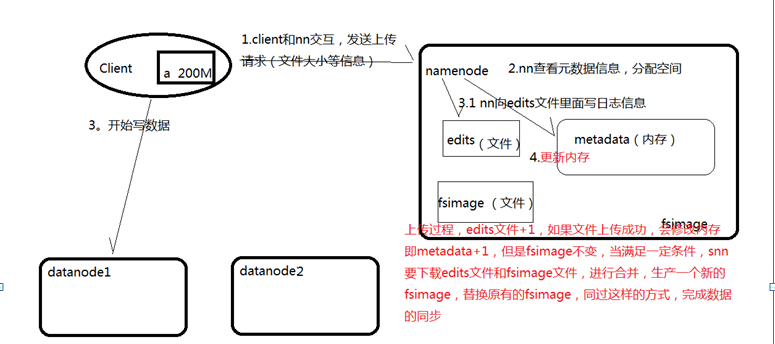 1.client和nn交互，发送上传
请求（文件大小等信息）
Client
a 200M
namenode
2.nn查看元数据信息，分配空间
3.1 nn向edits文件里面写日志信息
3。开始写数据
edits（文件）
metadata（内存）
4.更新内存
fsimage （文件）
fsimage
上传过程，edits文件+1，如果文件上传成功，会修改内存
即metadata+1，但是fsimage不变，当满足一定条件，snn
要下载edits文件和fsimage文件，进行合并，生产一个新的
fsimage，替换原有的fsimage，同过这样的方式，完成数据
的同步
datanode1
datanode2